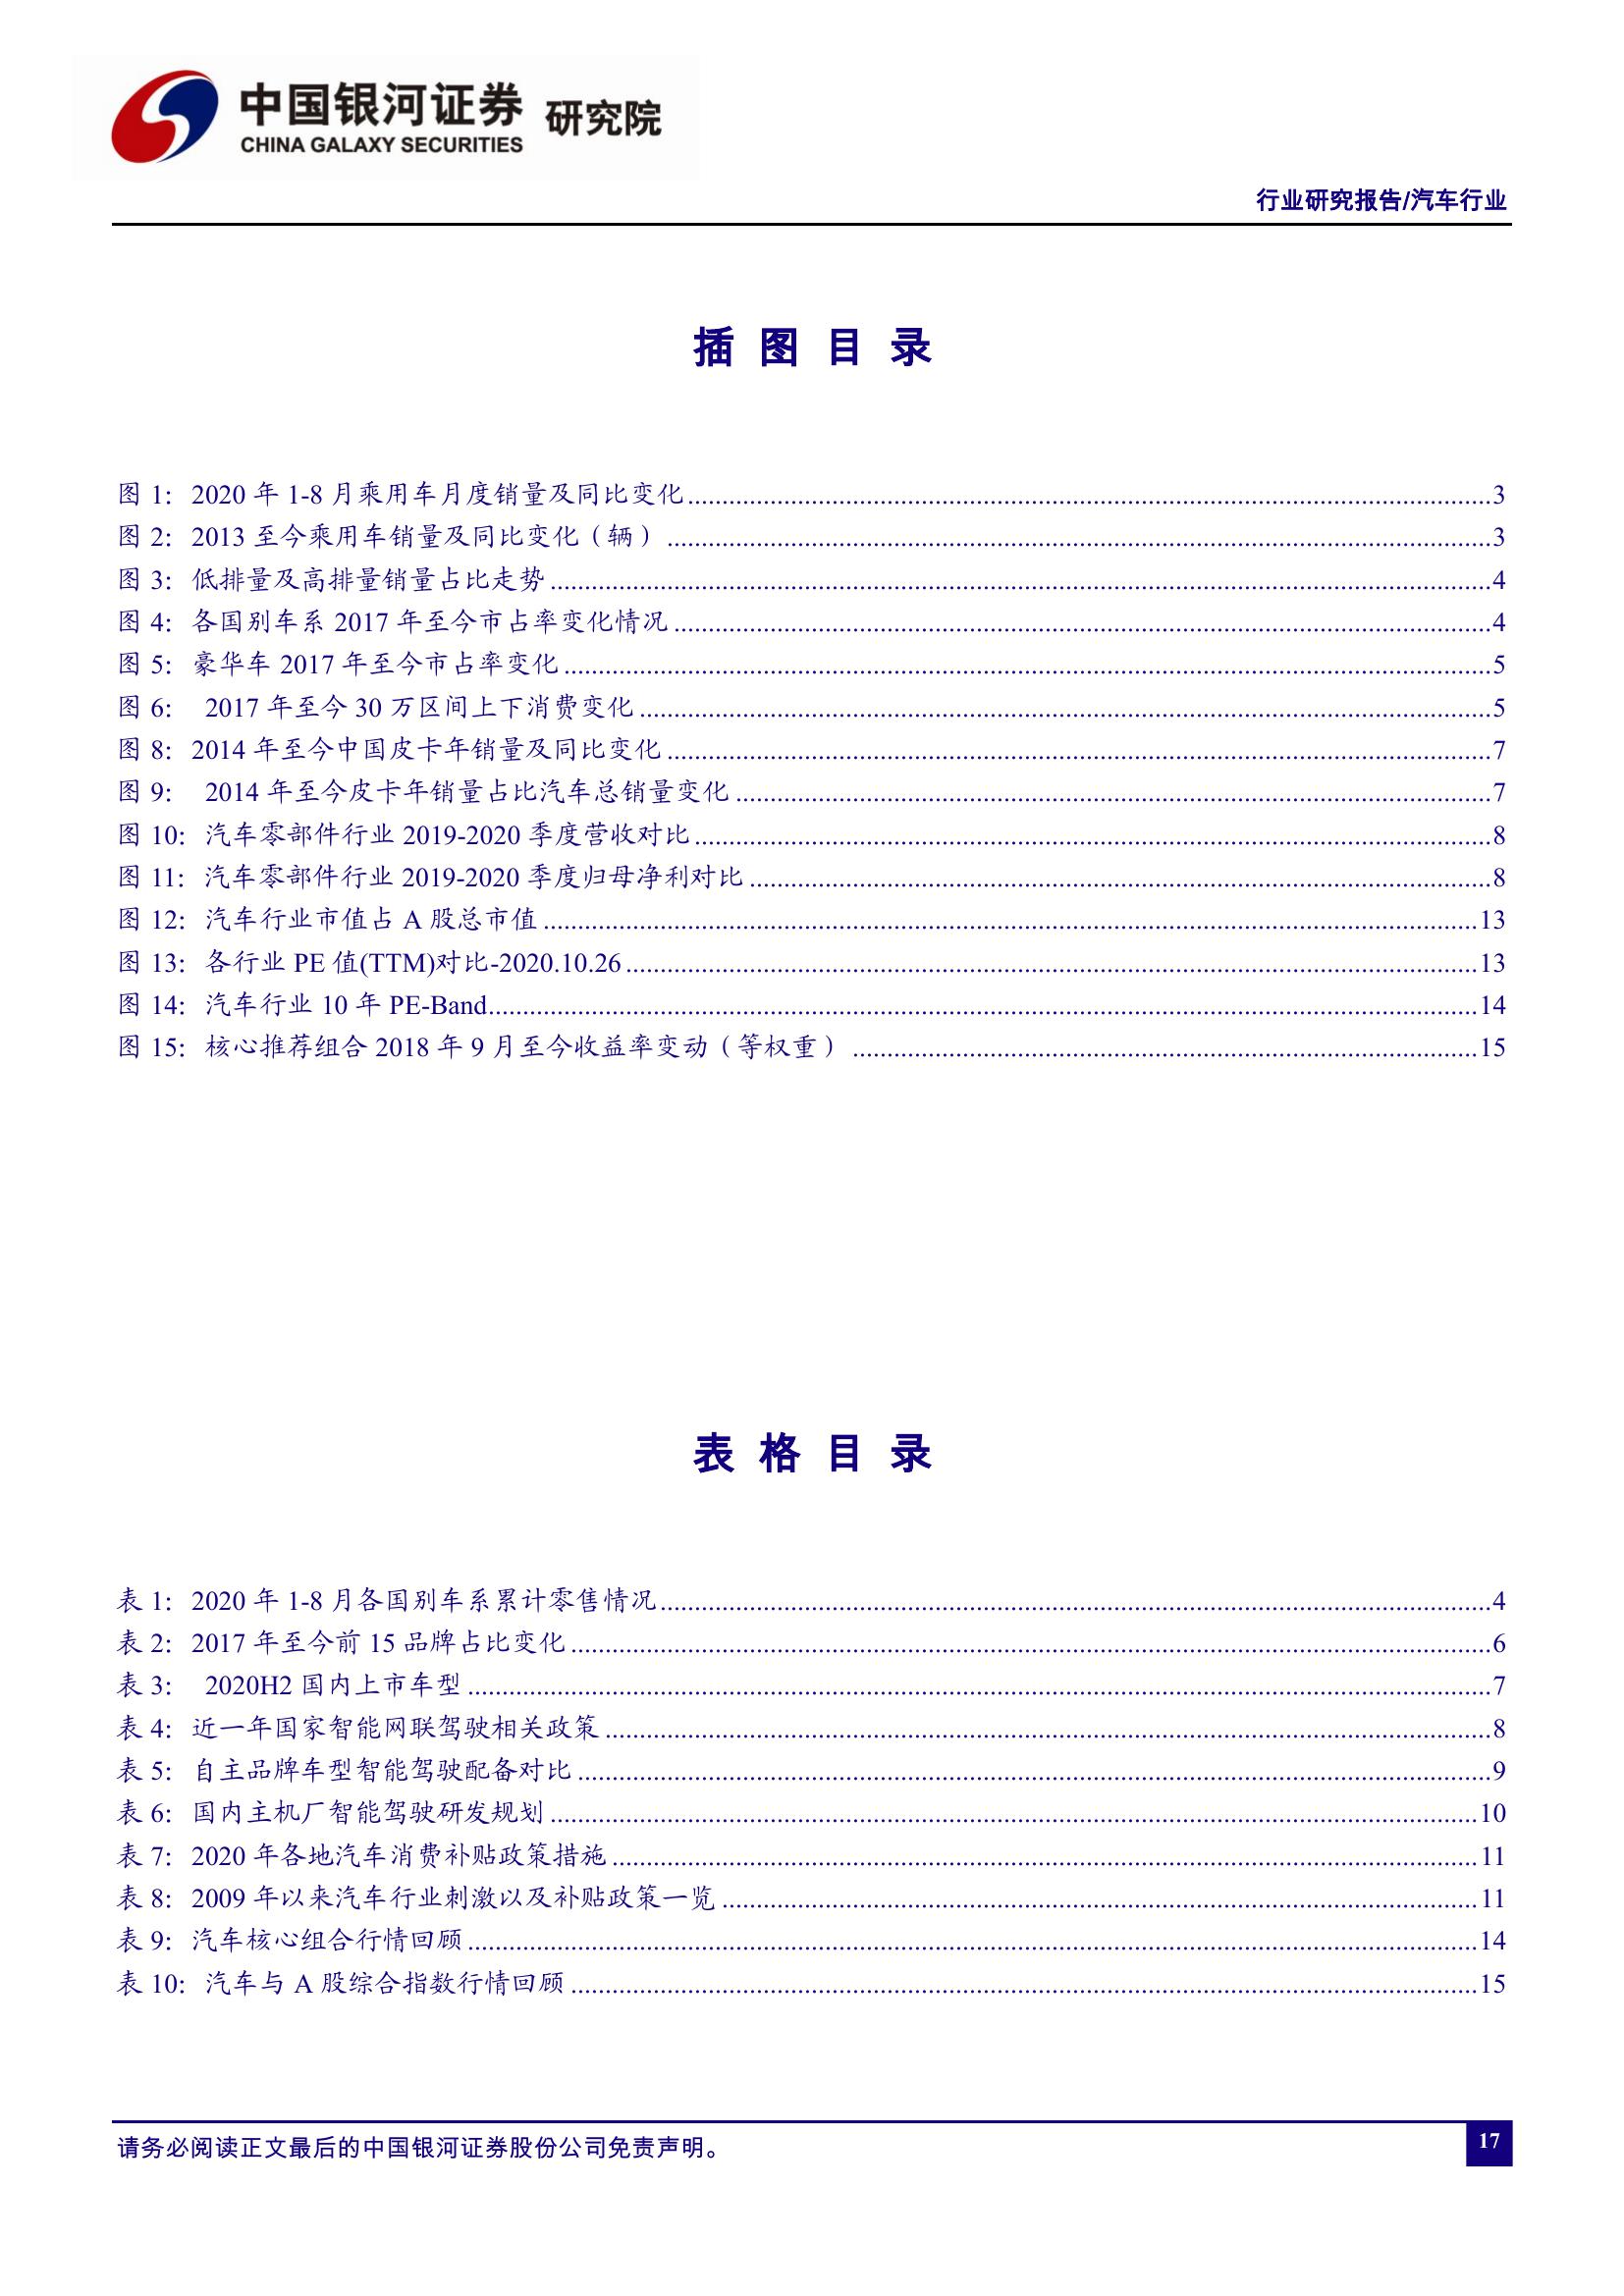 中国银河证券 研究院
CHINA GALAXY SECURITIES
行业研究报告/汽车行业
插 图 目 录
图 1: 2020 年 1-8 月乘用车月度销量及同比变化 3
图 2: 2013 至今乘用车销量及同比变化（辆） 3
图 3: 低排量及高排量销量占比走势 4
图 4: 各国别车系 2017 年至今市占率变化情况 4
图 5: 豪华车 2017 年至今市占率变化 5
图 6: 2017 年至今 30 万区间上下消费变化 5
图 8: 2014 年至今中国皮卡年销量及同比变化 7
图 9: 2014 年至今皮卡年销量占比汽车总销量变化 7
图 10: 汽车零部件行业 2019-2020 季度营收对比 8
图 11: 汽车零部件行业 2019-2020 季度归母净利对比 8
图 12: 汽车行业市值占 A 股总市值 13
图 13: 各行业 PE 值(TTM)对比-2020.10.26 13
图 14: 汽车行业 10 年 PE-Band 14
图 15: 核心推荐组合 2018 年 9 月至今收益率变动（等权重） 15
表 格 目 录
表 1: 2020 年 1-8 月各国别车系累计零售情况 4
表 2: 2017 年至今前 15 品牌占比变化 6
表 3: 2020H2 国内上市车型 7
表 4: 近一年国家智能网联驾驶相关政策 8
表 5: 自主品牌车型智能驾驶配备对比 9
表 6: 国内主机厂智能驾驶研发规划 10
表 7: 2020 年各地汽车消费补贴政策措施 11
表 8: 2009 年以来汽车行业刺激以及补贴政策一览 11
表 9: 汽车核心组合行情回顾 14
表 10: 汽车与 A 股综合指数行情回顾 15
请务必阅读正文最后的中国银河证券股份公司免责声明。
17